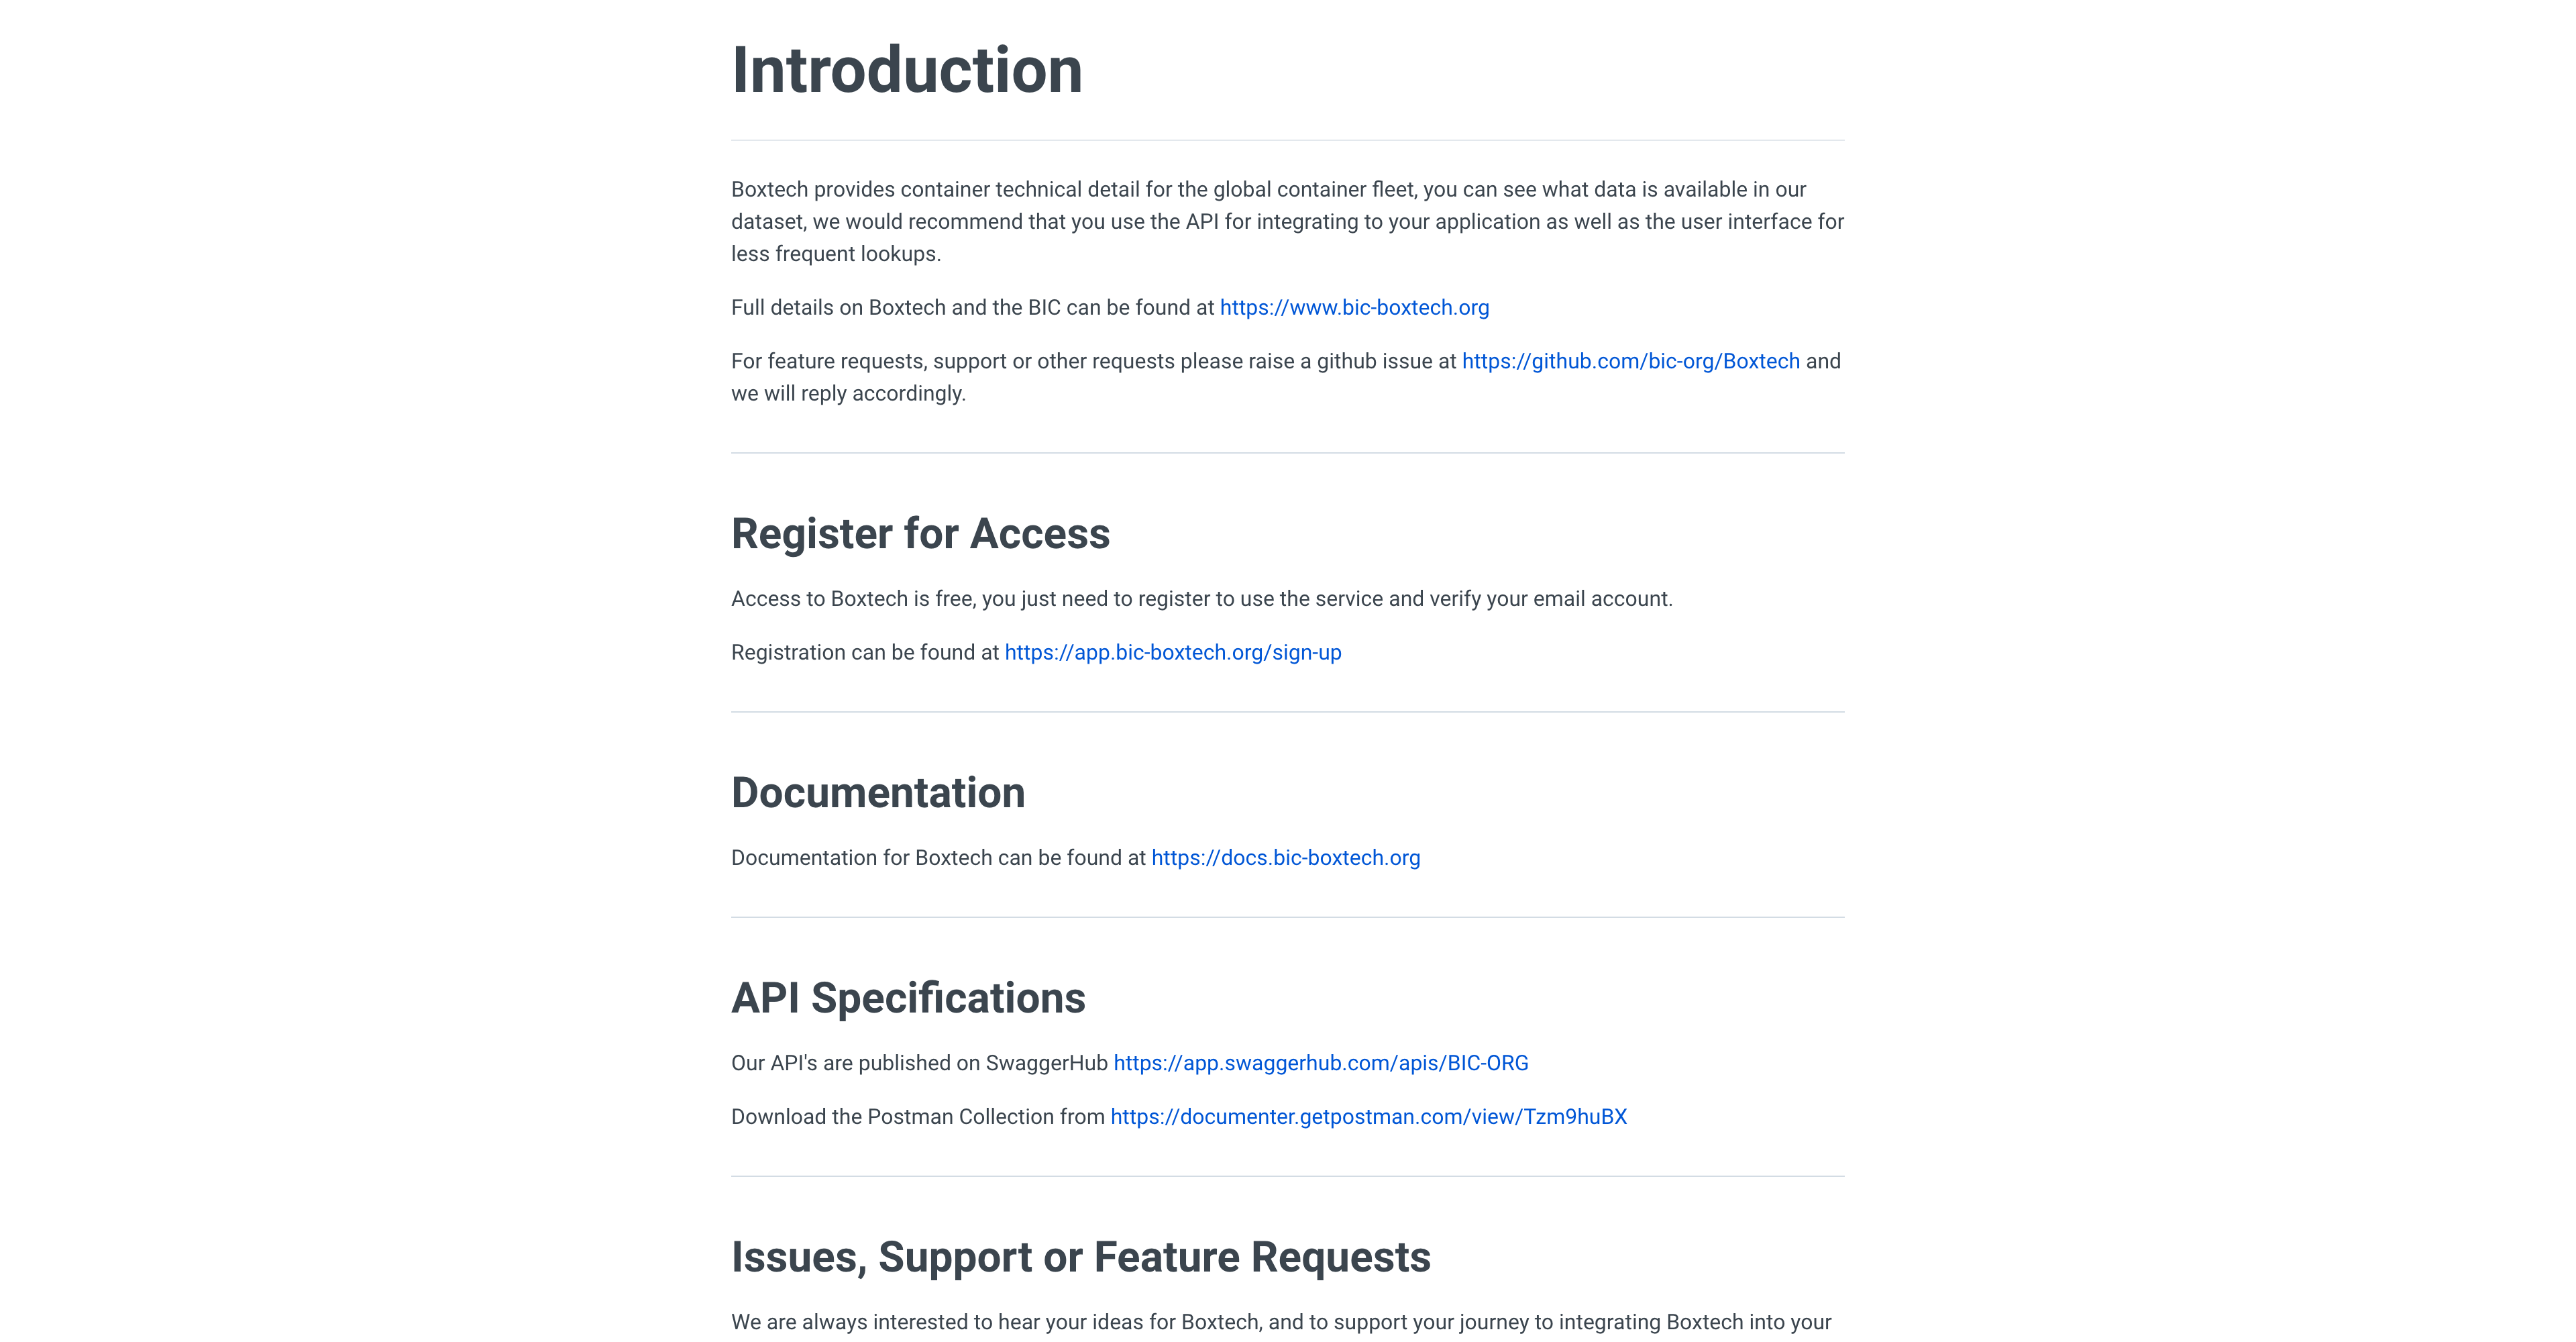 Introduction
Boxtech provides container technical detail for the global container fleet, you can see what data is available in our
dataset, we would recommend that you use the API for integrating to your application as well as the user interface for
less frequent lookups.
Full details on Boxtech and the BIC can be found at https://www.bic-boxtech.org
For feature requests, support or other requests please raise a github issue at https://github.com/bic-org/Boxtech and
we will reply accordingly.
Register for Access
Access to Boxtech is free, you just need to register to use the service and verify your email account.
Registration can be found at https://app.bic-boxtech.org/sign-up
Documentation
Documentation for Boxtech can be found at https://docs.bic-boxtech.org
API Specifications
Our API's are published on SwaggerHub https://app.swaggerhub.com/apis/BIC-ORG
Download the Postman Collection from https://documenter.getpostman.com/view/Tzm9huBX
Issues, Support or Feature Requests
We are always interested to hear your ideas for Boxtech, and to support your journey to integrating Boxtech into your